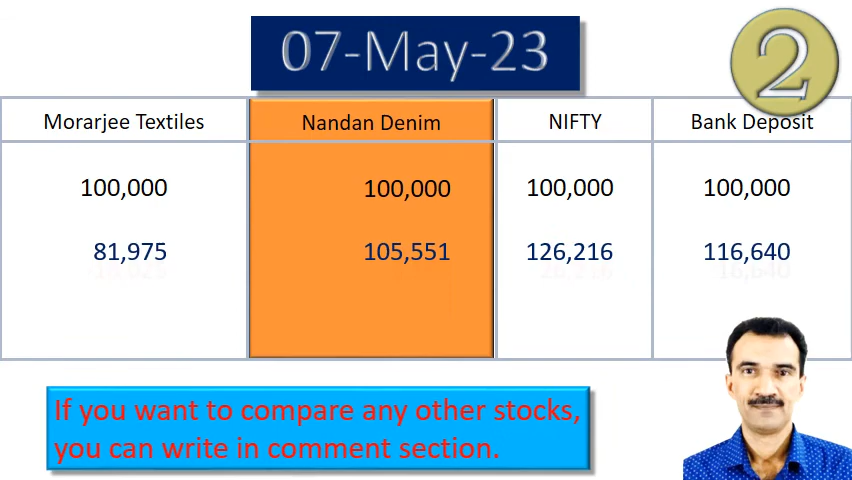 07-May-23
2
Morarjee Textiles Nandan Denim NIFTY Bank Deposit
100,000 100,000 100,000 100,000
81,975 105,551 126,216 116,640
If you want to compare any other stocks,
you can write in comment section.